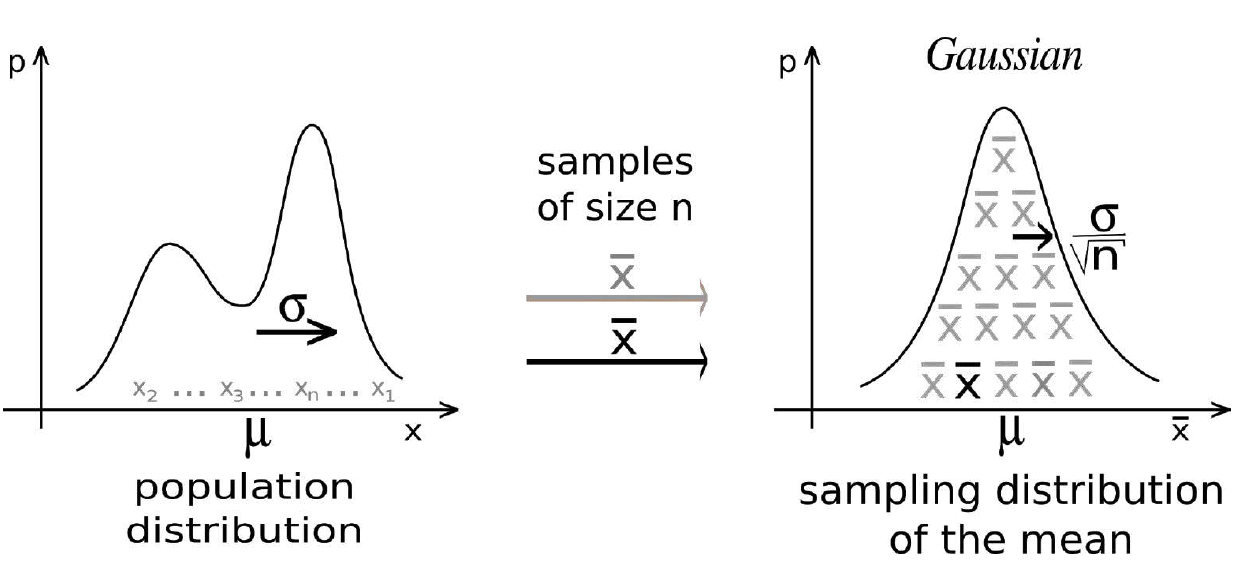 p
σ
x₂ ... x₃ ... xₙ ... x₁
μ
x
population
distribution
samples
of size n
x̄
x̄
Gaussian
p
x̄
x̄ x̄
σ
√n
x̄ x̄ x̄
x̄ x̄ x̄ x̄
x̄ x̄ x̄ x̄ x̄
μ
x̄
sampling distribution
of the mean